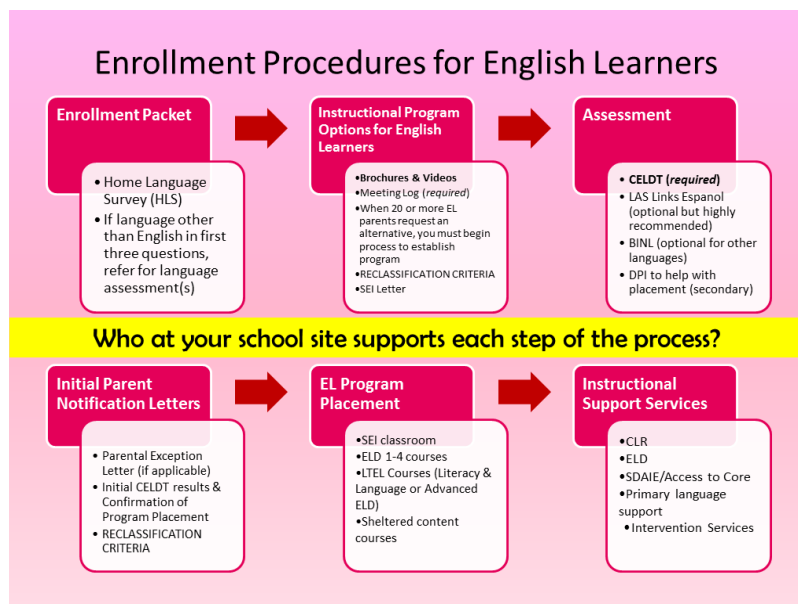 Enrollment Procedures for English Learners
Enrollment Packet
• Home Language
Survey (HLS)
• If language other
than English in first
three questions,
refer for language
assessment(s)
Instructional Program
Options for English
Learners
•Brochures & Videos
•Meeting Log (required)
•When 20 or more EL
parents request an
alternative, you must begin
process to establish
program
•RECLASSIFICATION CRITERIA
•SEI Letter
Assessment
• CELDT (required)
• LAS Links Espanol
(optional but highly
recommended)
• BINL (optional for other
languages)
• DPI to help with
placement (secondary)
Who at your school site supports each step of the process?
Initial Parent
Notification Letters
• Parental Exception
Letter (if applicable)
• Initial CELDT results &
Confirmation of
Program Placement
• RECLASSIFICATION
CRITERIA
EL Program
Placement
•SEI classroom
•ELD 1-4 courses
•LTEL Courses (Literacy &
Language or Advanced
ELD)
•Sheltered content
courses
Instructional
Support Services
•CLR
•ELD
•SDAIE/Access to Core
•Primary language
support
•Intervention Services